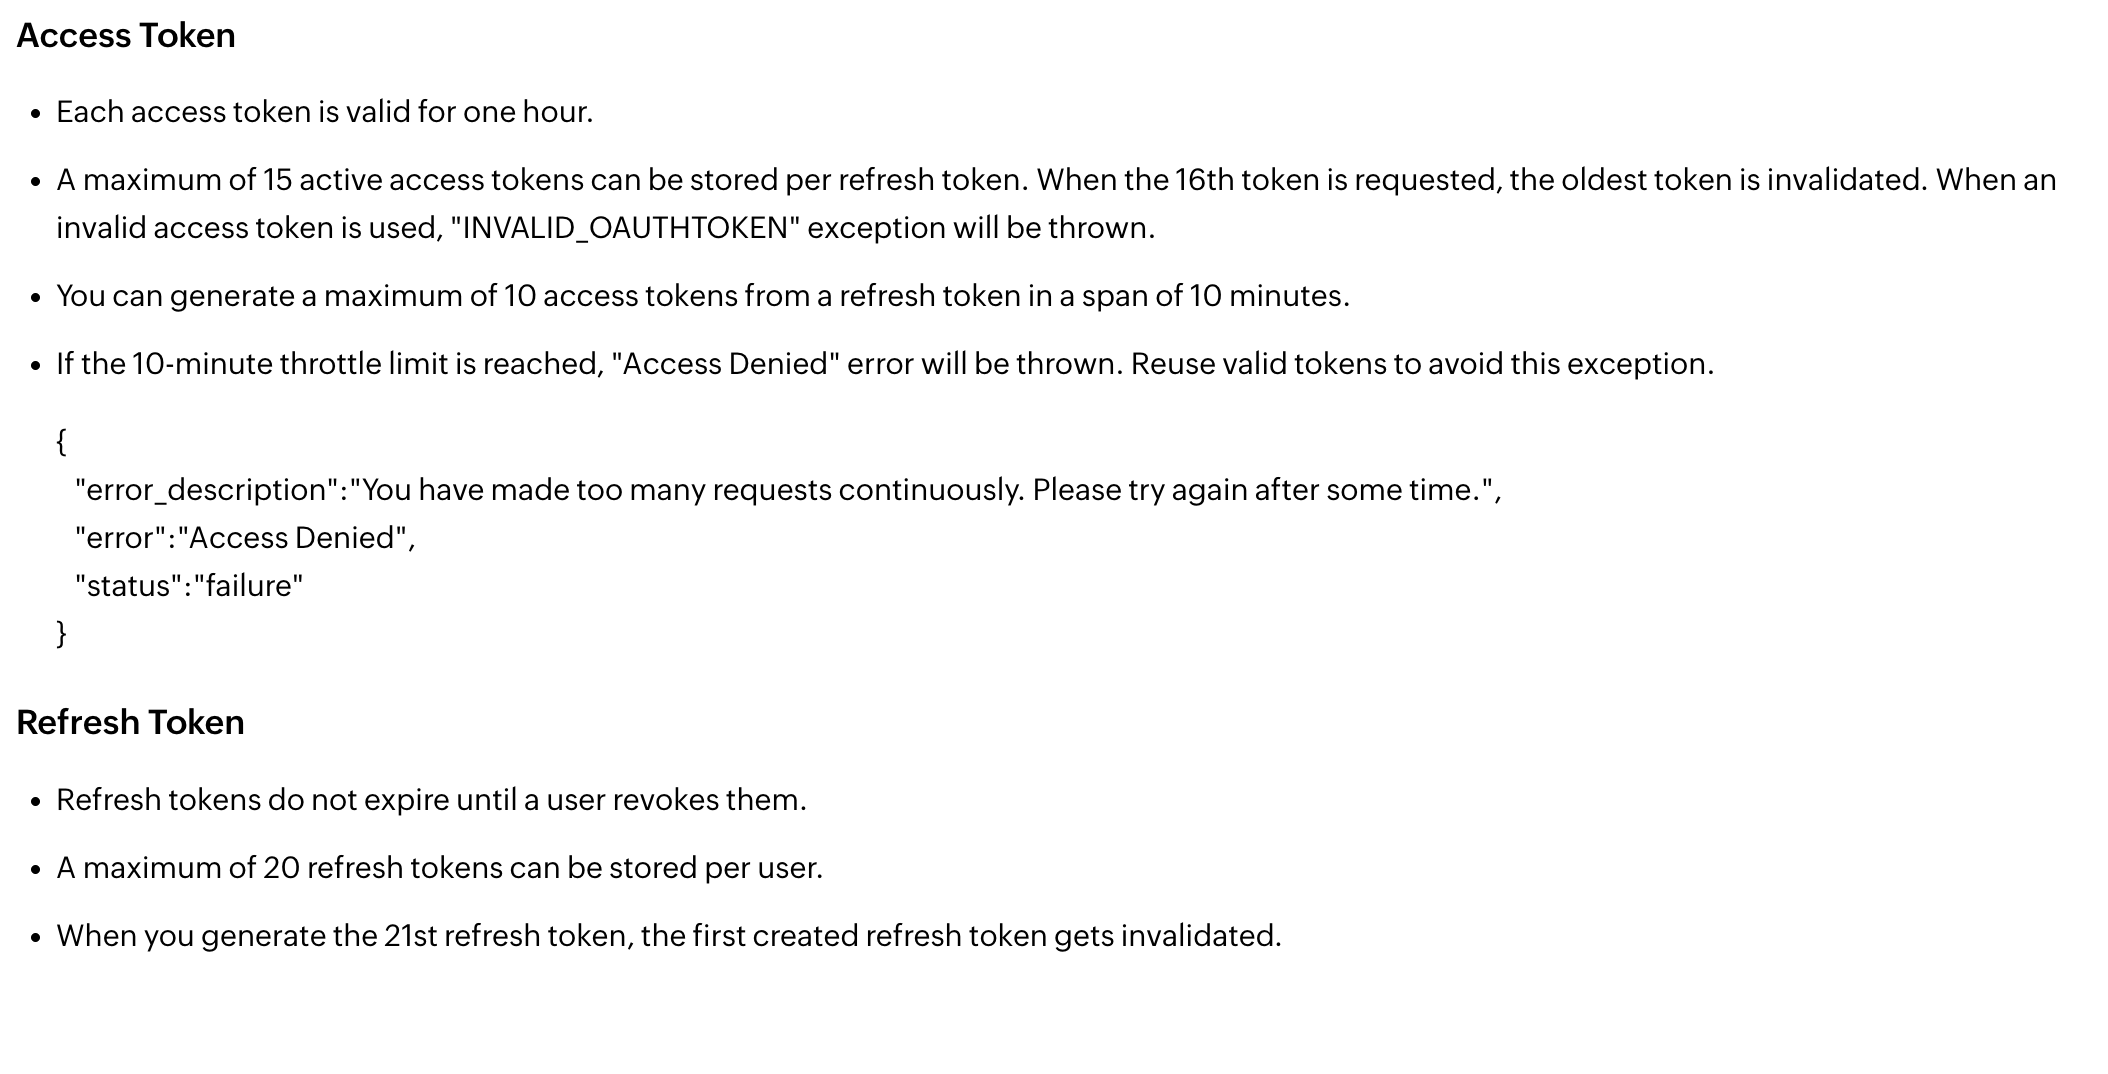 Access Token
• Each access token is valid for one hour.
• A maximum of 15 active access tokens can be stored per refresh token. When the 16th token is requested, the oldest token is invalidated. When an
invalid access token is used, "INVALID_OAUTHTOKEN" exception will be thrown.
• You can generate a maximum of 10 access tokens from a refresh token in a span of 10 minutes.
• If the 10-minute throttle limit is reached, "Access Denied" error will be thrown. Reuse valid tokens to avoid this exception.
{
"error_description":"You have made too many requests continuously. Please try again after some time.",
"error":"Access Denied",
"status":"failure"
}
Refresh Token
• Refresh tokens do not expire until a user revokes them.
• A maximum of 20 refresh tokens can be stored per user.
• When you generate the 21st refresh token, the first created refresh token gets invalidated.